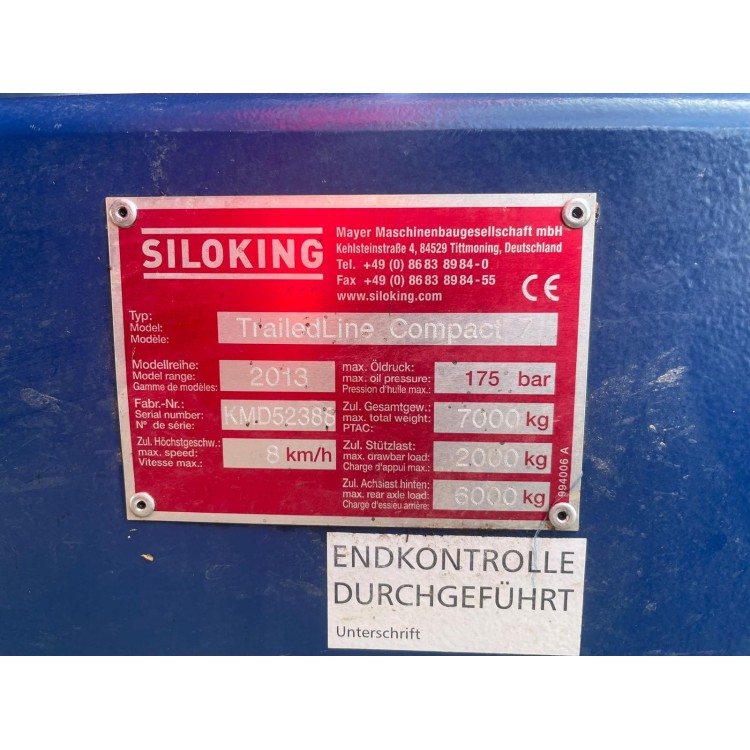 SILOKING
Mayer Maschinenbaugesellschaft mbH
Kehlsteinstraße 4, 84529 Tittmoning, Deutschland
Tel. +49 (0) 86 83 89 84-0
Fax +49 (0) 86 83 89 84-55
www.siloking.com
CE
Typ:
Model:
Modèle:
TrailedLine Compact 7
Modellreihe:
Model range:
Gamme de modèles:
2013
max. Öldruck:
max. oil pressure:
Pression d'huile max.:
175 bar
Fabr.-Nr.:
Serial number:
N° de série:
Zul. Gesamtgew.:
max. total weight:
PTAC:
7000 kg
Zul. Höchstgeschw.:
max. speed:
Vitesse max.:
8 km/h
Zul. Stützlast.
max. drawbar load:
Charge d'appui max.:
2000 kg
Zul. Achslast hinten:
max. rear axle load:
Charge d'essieu arrière:
6000 kg
994006 A
ENDKONTROLLE
DURCHGEFÜHRT
Unterschrift